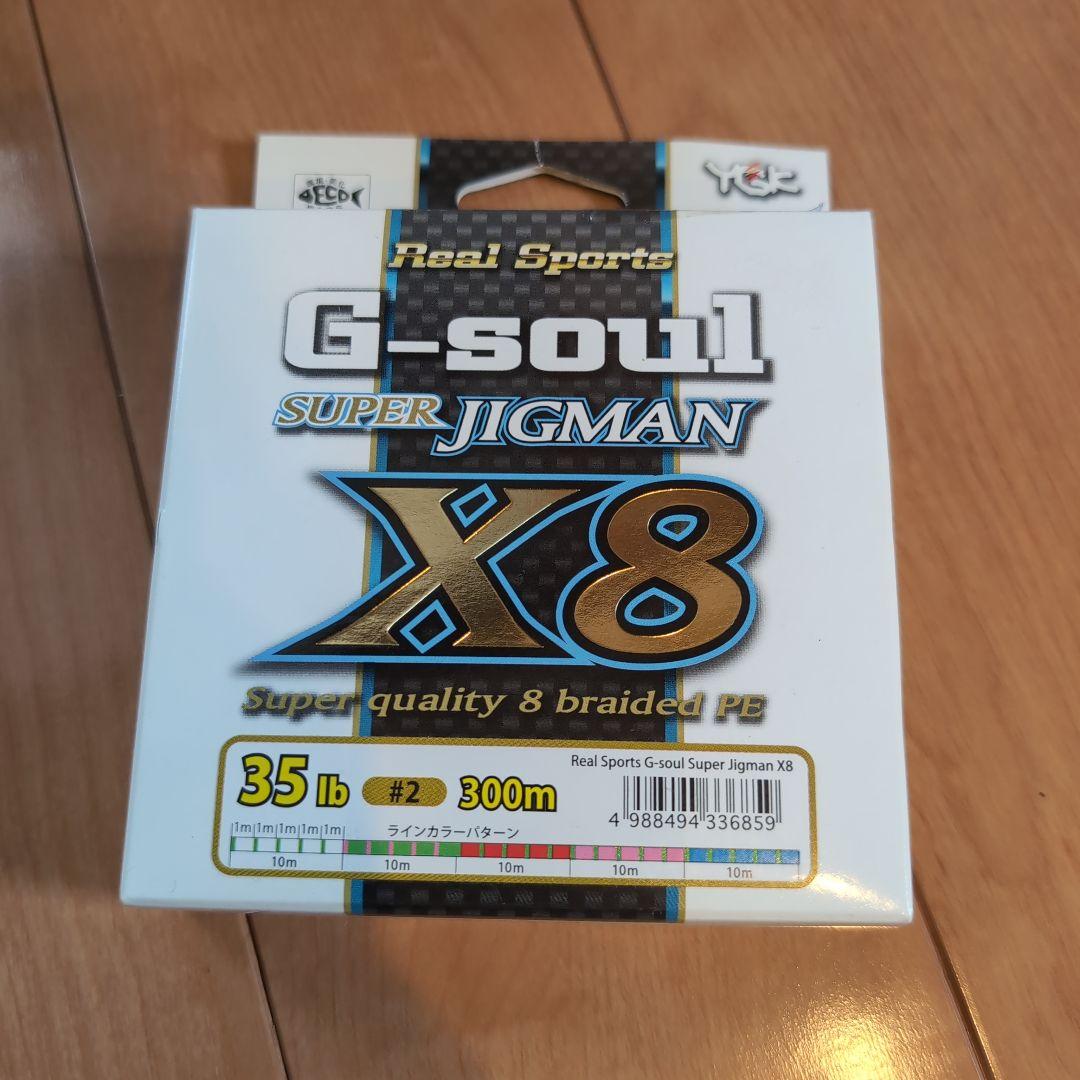 ECO
YGK
Real Sports
G-soul
SUPER JIGMAN
X8
Super quality 8 braided PE
35 lb #2 300m
Real Sports G-soul Super Jigman X8
4 988494 336859
1m 1m 1m 1m 1m
ラインカラーパターン
10m 10m 10m 10m 10m